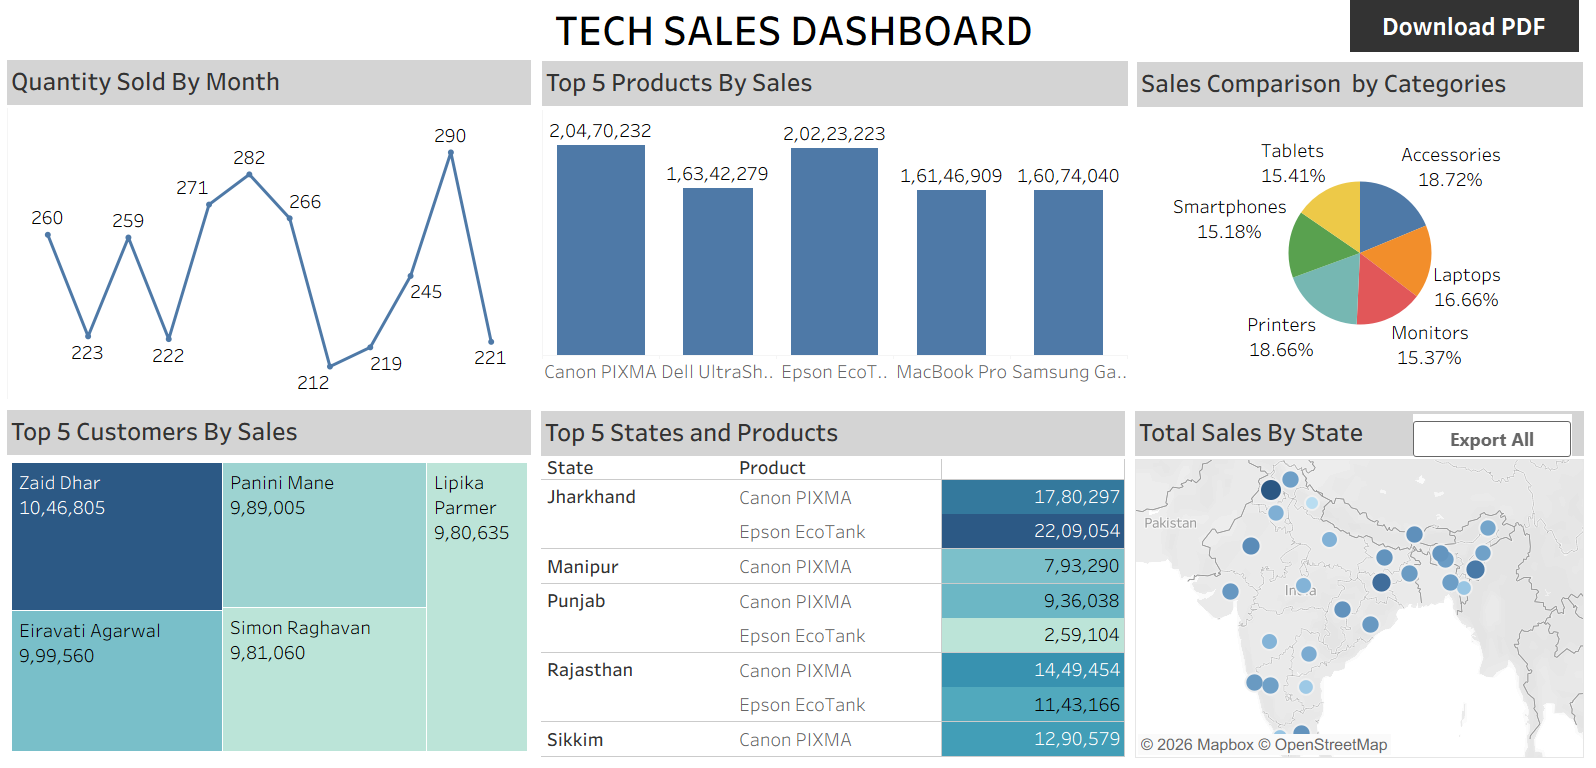 TECH SALES DASHBOARD
Download PDF
Quantity Sold By Month
260
223
259
222
271
282
266
212
219
245
290
221
Top 5 Products By Sales
2,04,70,232
1,63,42,279
2,02,23,223
1,61,46,909
1,60,74,040
Canon PIXMA
Dell UltraSh..
Epson EcoT..
MacBook Pro
Samsung Ga..
Sales Comparison by Categories
Tablets
15.41%
Accessories
18.72%
Smartphones
15.18%
Laptops
16.66%
Printers
18.66%
Monitors
15.37%
Top 5 Customers By Sales
Zaid Dhar
10,46,805
Panini Mane
9,89,005
Lipika
Parmer
9,80,635
Eiravati Agarwal
9,99,560
Simon Raghavan
9,81,060
Top 5 States and Products
State Product
Jharkhand Canon PIXMA 17,80,297
Epson EcoTank 22,09,054
Manipur Canon PIXMA 7,93,290
Punjab Canon PIXMA 9,36,038
Epson EcoTank 2,59,104
Rajasthan Canon PIXMA 14,49,454
Epson EcoTank 11,43,166
Sikkim Canon PIXMA 12,90,579
Total Sales By State
Export All
Pakistan
India
© 2026 Mapbox © OpenStreetMap